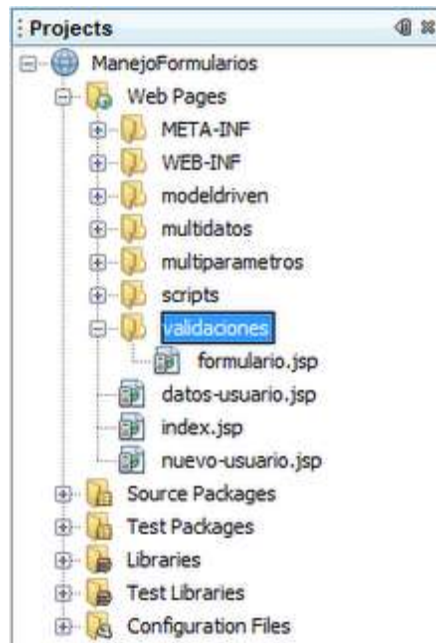 Projects
ManejoFormularios
Web Pages
META-INF
WEB-INF
modeldriven
multidatos
multiparametros
scripts
validaciones
formulario.jsp
datos-usuario.jsp
index.jsp
nuevo-usuario.jsp
Source Packages
Test Packages
Libraries
Test Libraries
Configuration Files